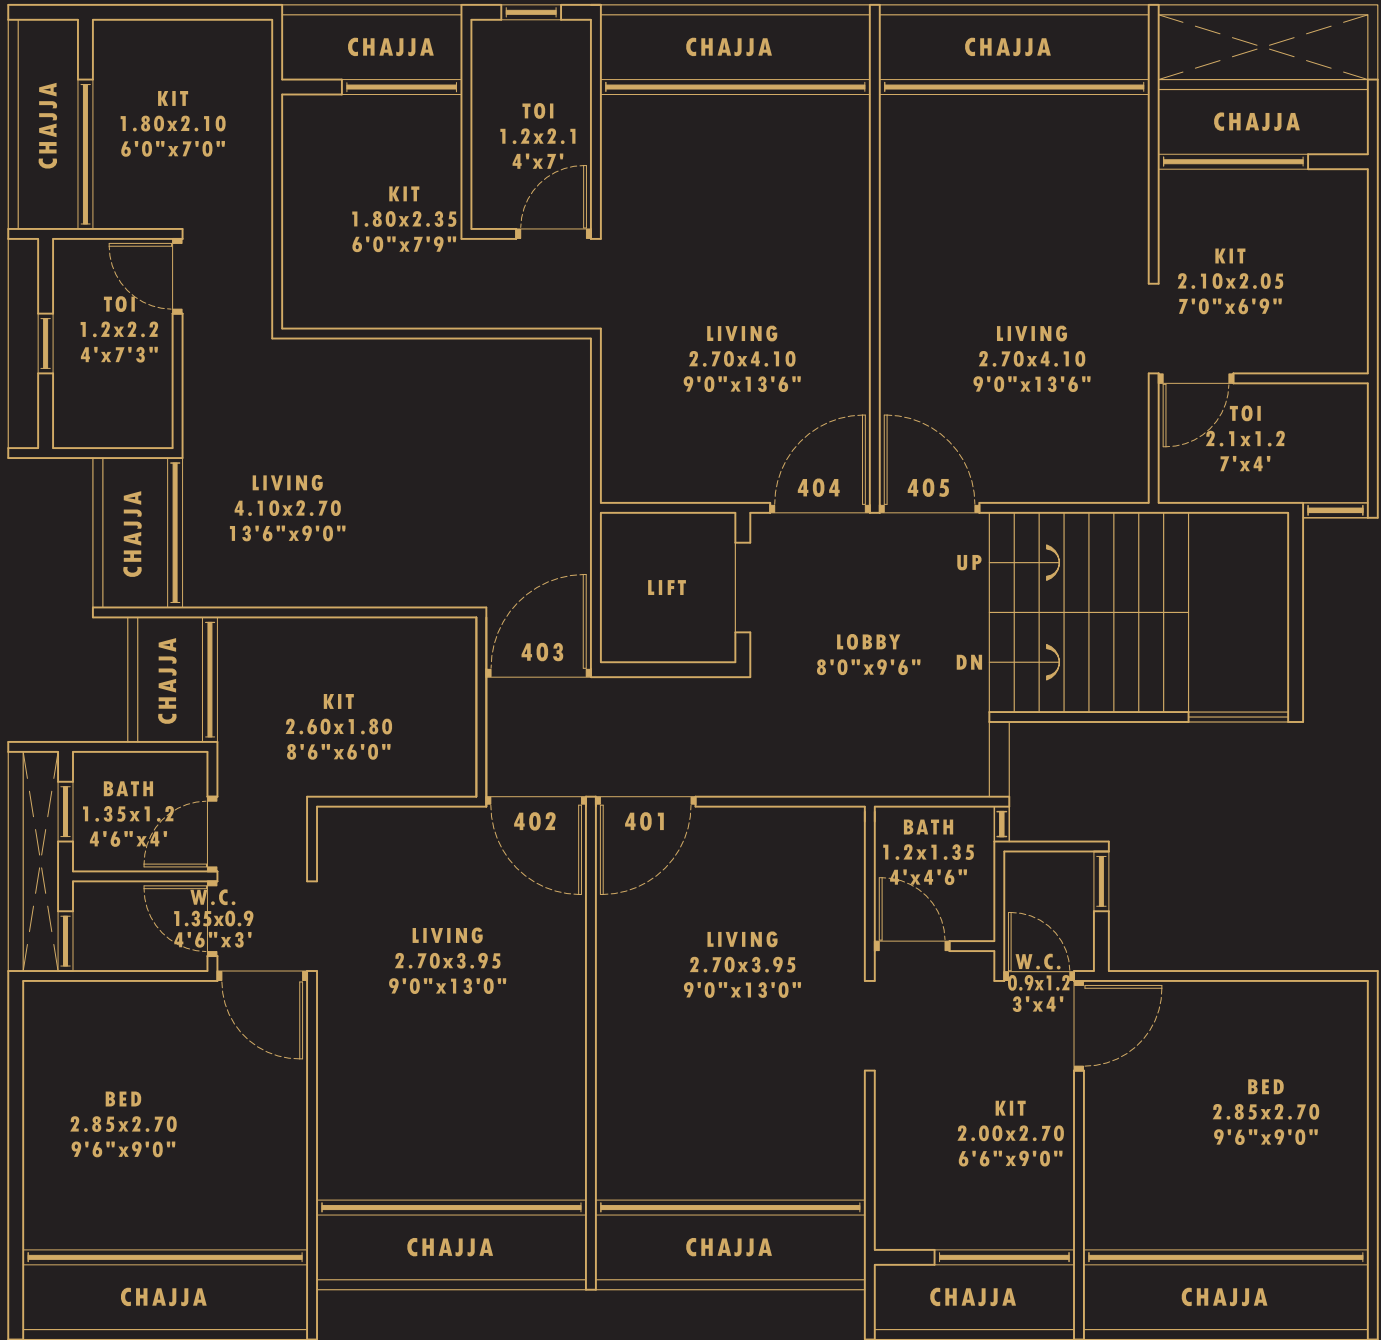 CHAJJA
CHAJJA
CHAJJA
CHAJJA
KIT
1.80x2.10
6'0"x7'0"
TOI
1.2x2.1
4'x7'
CHAJJA
KIT
1.80x2.35
6'0"x7'9"
KIT
2.10x2.05
7'0"x6'9"
TOI
1.2x2.2
4'x7'3"
LIVING
2.70x4.10
9'0"x13'6"
LIVING
2.70x4.10
9'0"x13'6"
TOI
2.1x1.2
7'x4'
LIVING
4.10x2.70
13'6"x9'0"
CHAJJA
404
405
UP
LIFT
LOBBY
8'0"x9'6"
DN
403
CHAJJA
KIT
2.60x1.80
8'6"x6'0"
BATH
1.35x1.2
4'6"x4'
402
401
BATH
1.2x1.35
4'x4'6"
W.C.
1.35x0.9
4'6"x3'
LIVING
2.70x3.95
9'0"x13'0"
LIVING
2.70x3.95
9'0"x13'0"
W.C.
0.9x1.2
3'x4'
BED
2.85x2.70
9'6"x9'0"
KIT
2.00x2.70
6'6"x9'0"
BED
2.85x2.70
9'6"x9'0"
CHAJJA
CHAJJA
CHAJJA
CHAJJA
CHAJJA